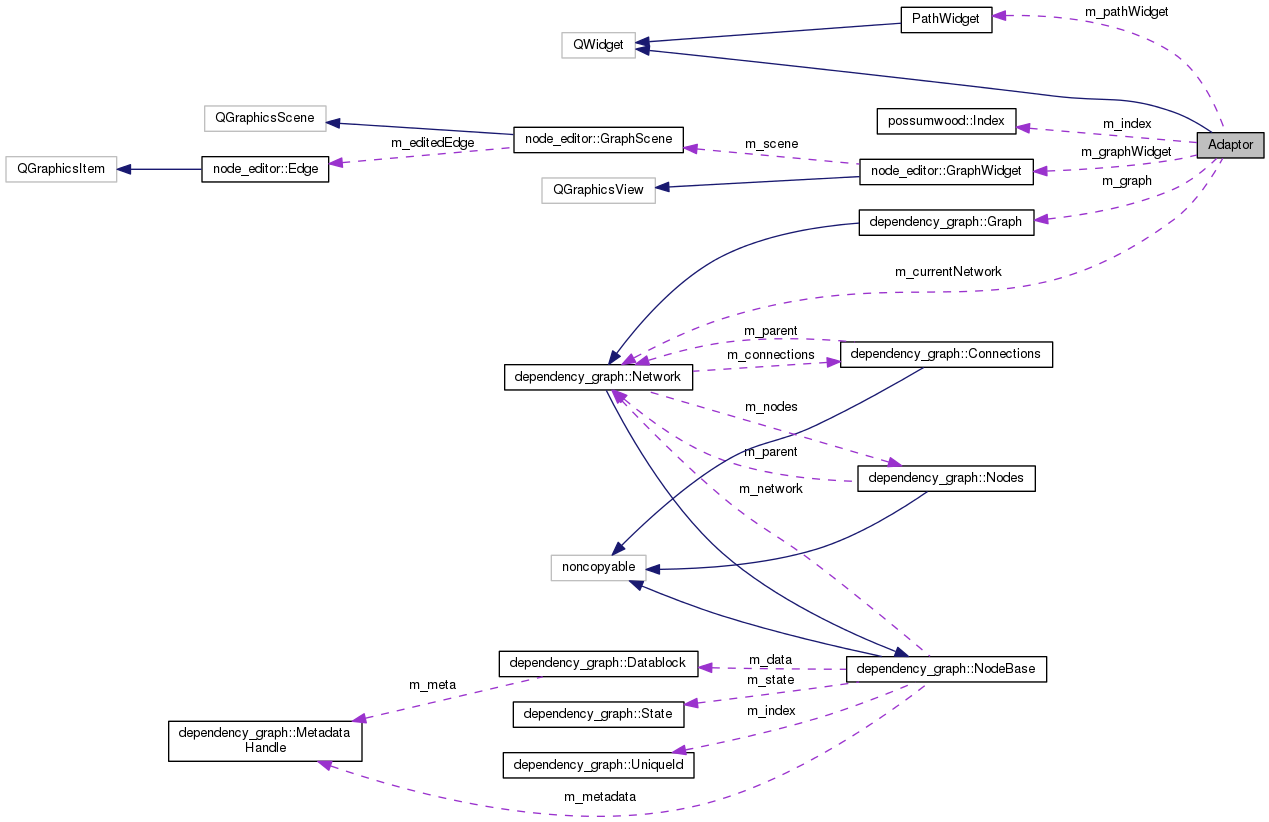 m_pathWidget
PathWidget
QWidget
QGraphicsScene
possumwood::Index
m_index
node_editor::GraphScene
m_editedEdge
m_scene
Adaptor
m_graphWidget
QGraphicsItem
node_editor::Edge
node_editor::GraphWidget
m_graph
QGraphicsView
dependency_graph::Graph
m_currentNetwork
m_parent
m_connections
dependency_graph::Connections
dependency_graph::Network
m_nodes
m_parent
dependency_graph::Nodes
m_network
noncopyable
dependency_graph::Datablock
m_data
dependency_graph::NodeBase
m_state
m_meta
dependency_graph::State
m_index
dependency_graph::Metadata
Handle
dependency_graph::UniqueId
m_metadata